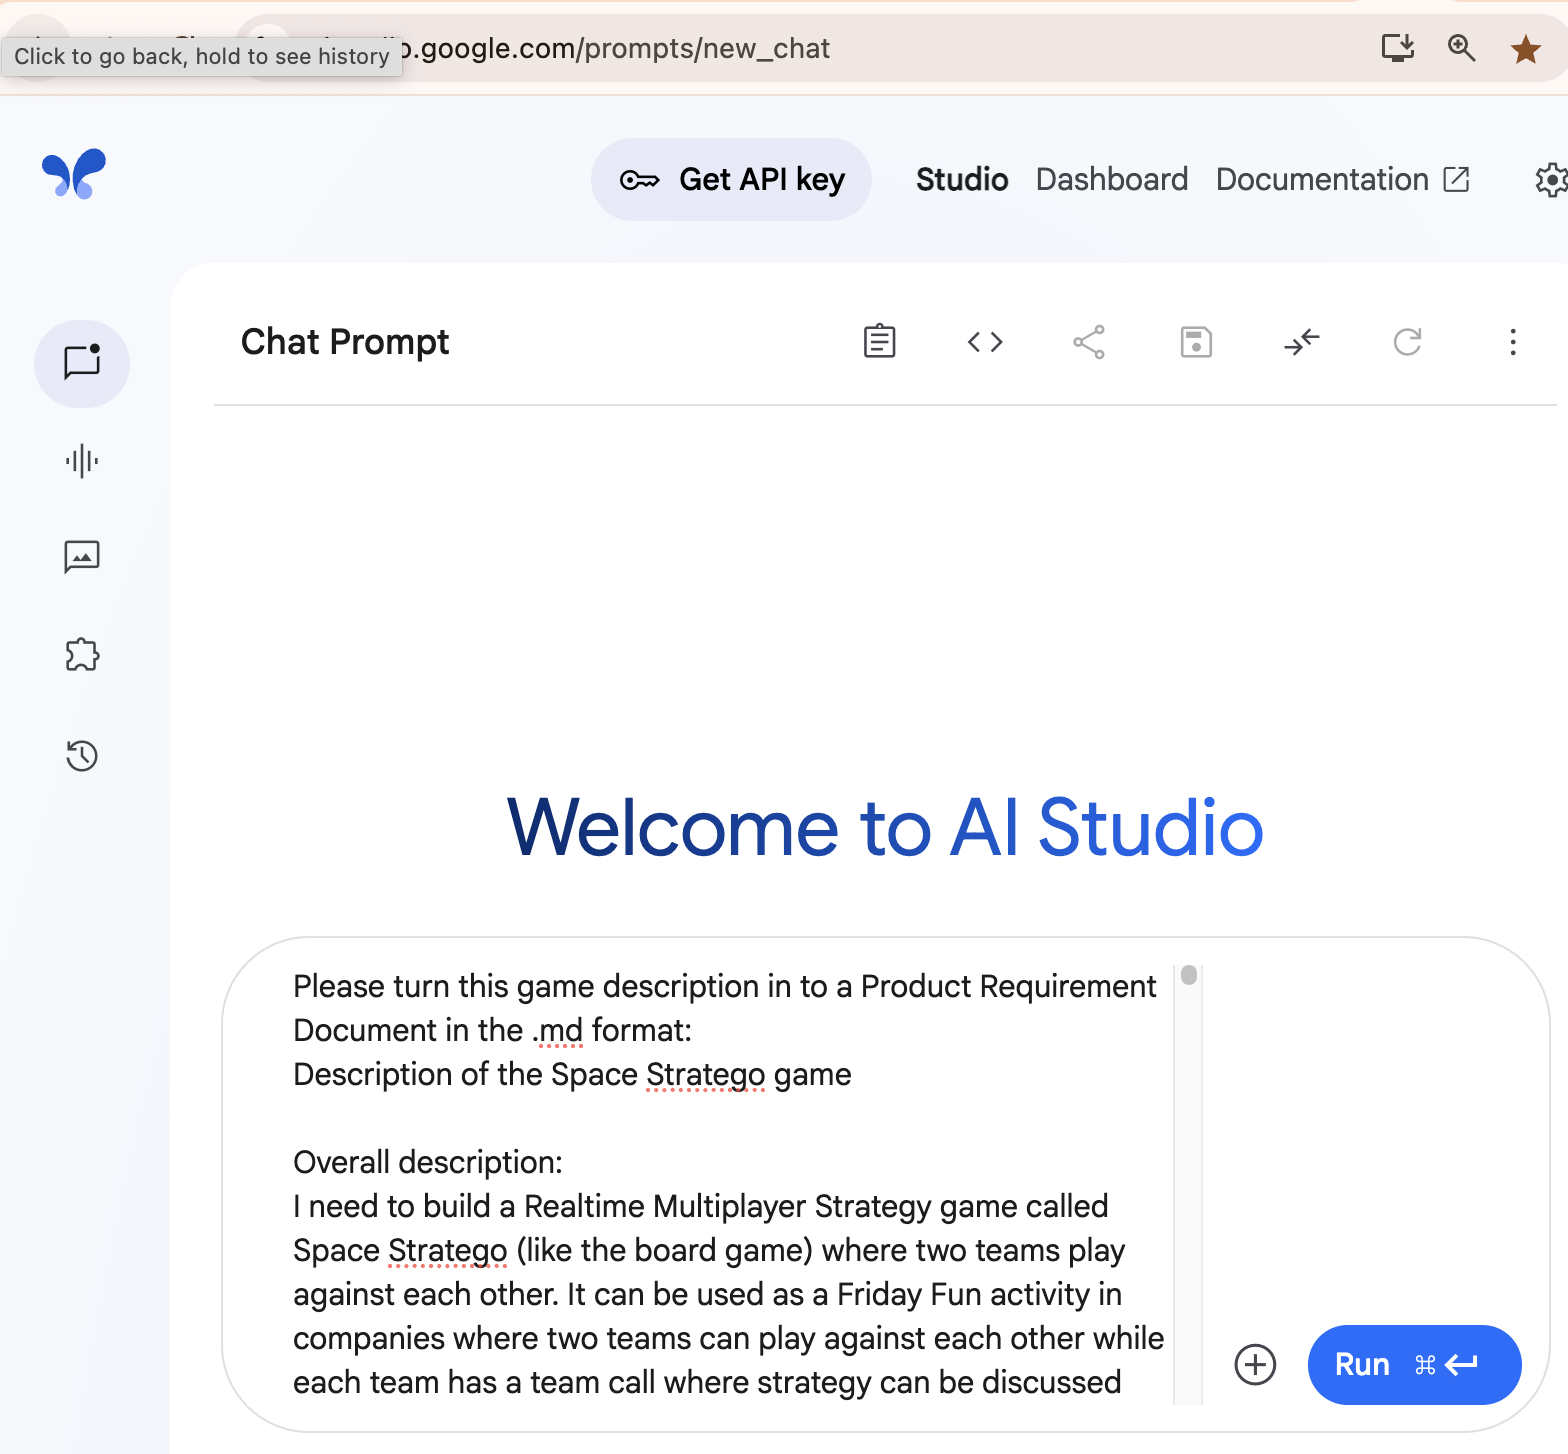 Click to go back, hold to see history
.google.com/prompts/new_chat
Get API key
Studio
Dashboard
Documentation
Chat Prompt
Welcome to AI Studio
Please turn this game description in to a Product Requirement
Document in the .md format:
Description of the Space Stratego game
Overall description:
I need to build a Realtime Multiplayer Strategy game called
Space Stratego (like the board game) where two teams play
against each other. It can be used as a Friday Fun activity in
companies where two teams can play against each other while
each team has a team call where strategy can be discussed
Run ⌘